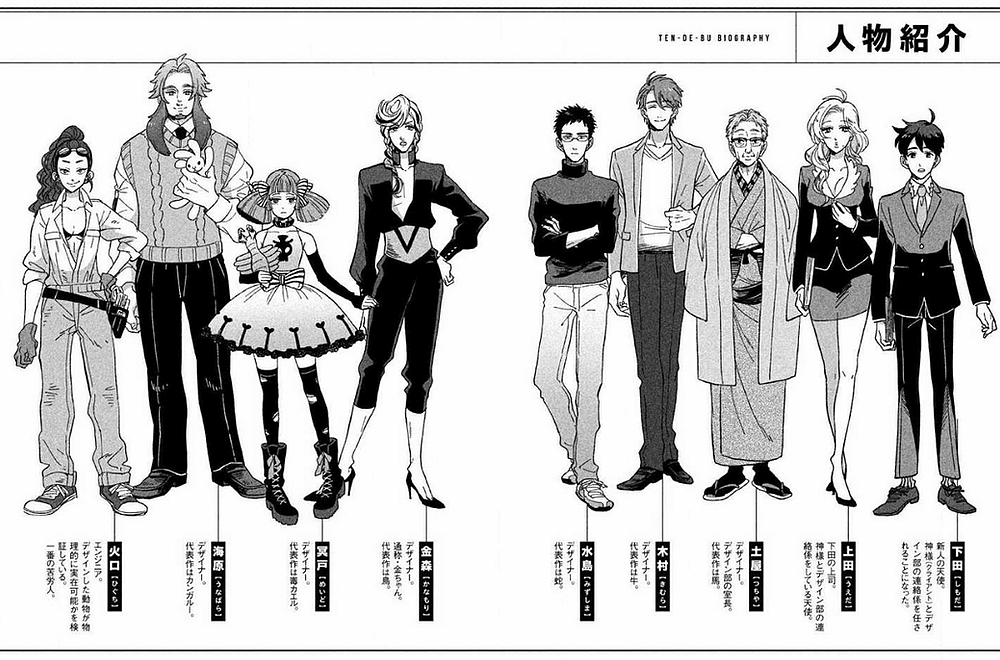 TEN-DE-BU BIOGRAPHY
人物紹介
下田【しもだ】
新人の天使。
神様(クライアント)とデザ
イン部の連絡係を任さ
れることになった。
上田【うえだ】
下田の上司。
神様とデザイン部の連
絡係をしている天使。
土屋【つちや】
デザイナー。
デザイン部の室長。
代表作は馬。
木村【きむら】
デザイナー。
代表作は牛。
水島【みずしま】
デザイナー。
代表作は蛇。
金森【かなもり】
デザイナー。
通称・金ちゃん。
代表作は鳥。
冥戸【めいど】
デザイナー。
代表作は毒カエル。
海原【うなばら】
デザイナー。
代表作はカンガルー。
火口【ひぐち】
エンジニア。
デザインした動物が物
理的に実在可能かを検
証している。
一番の苦労人。